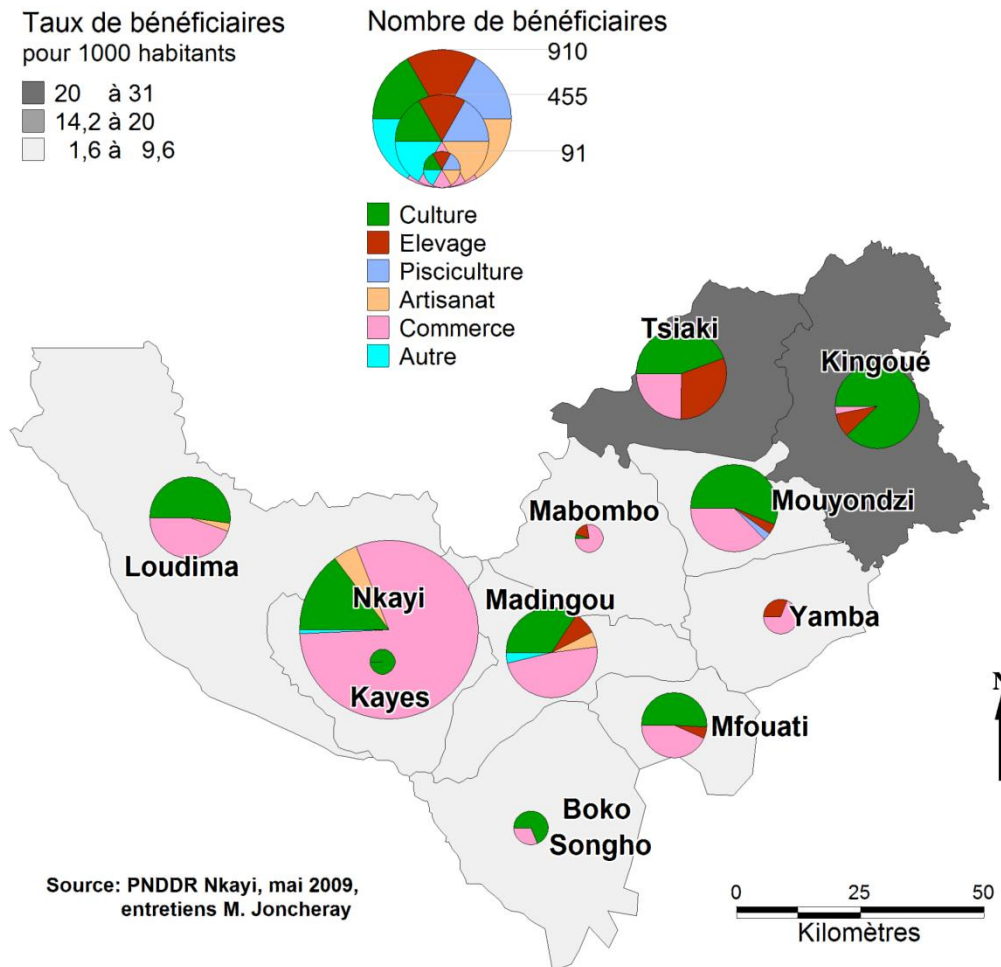 Taux de bénéficiaires
pour 1000 habitants
20 à 31
14,2 à 20
1,6 à 9,6
Nombre de bénéficiaires
910
455
91
Culture
Elevage
Pisciculture
Artisanat
Commerce
Autre
Tsiaki
Kingoué
Mabombo
Mouyondzi
Loudima
Nkayi
Madingou
Yamba
Kayes
Mfouati
Boko
Songho
N
Source: PNDDR Nkayi, mai 2009,
entretiens M. Joncheray
0 25 50
Kilomètres